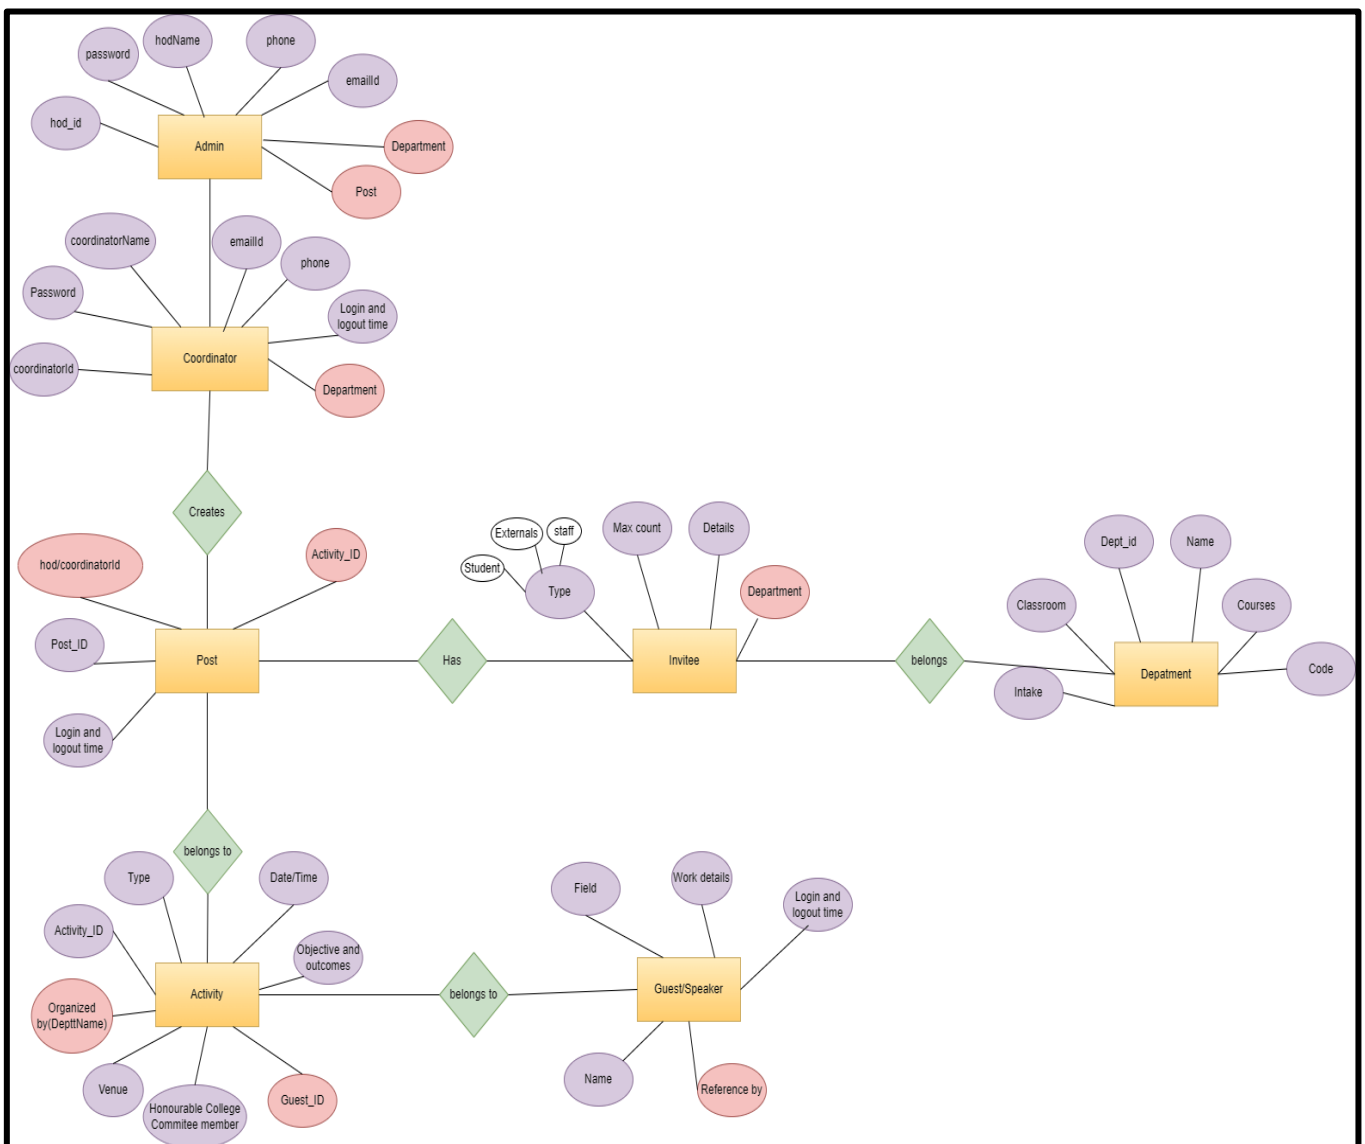 hodName
phone
password
emailId
hod_id
Admin
Department
Post
coordinatorName
emailId
phone
Password
Login and
logout time
Coordinator
coordinatorId
Department
Creates
Externals
staff
Max count
Details
Dept_id
Name
Activity_ID
hod/coordinatorId
Student
Type
Department
Classroom
Courses
Post_ID
Post
Has
Invitee
belongs
Depatment
Code
Intake
Login and
logout time
belongs to
Type
Date/Time
Field
Work details
Login and
logout time
Activity_ID
Objective and
outcomes
Activity
belongs to
Guest/Speaker
Organized
by(DepttName)
Venue
Honourable College
Commitee member
Guest_ID
Name
Reference by